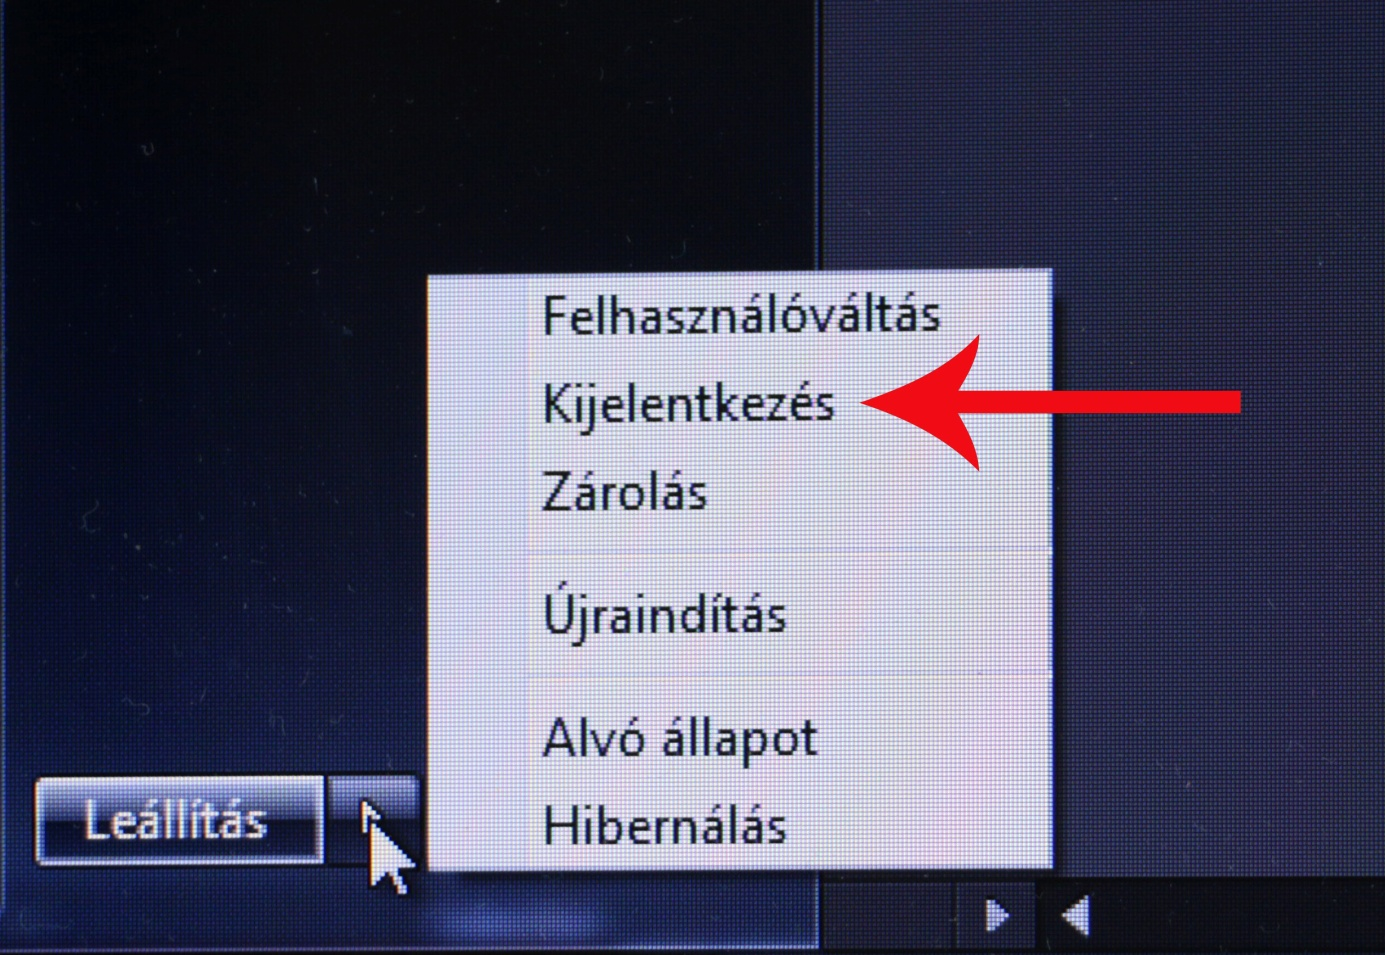 Felhasználóváltás
Kijelentkezés
Zárolás
Újraindítás
Alvó állapot
Hibernálás
Leállítás